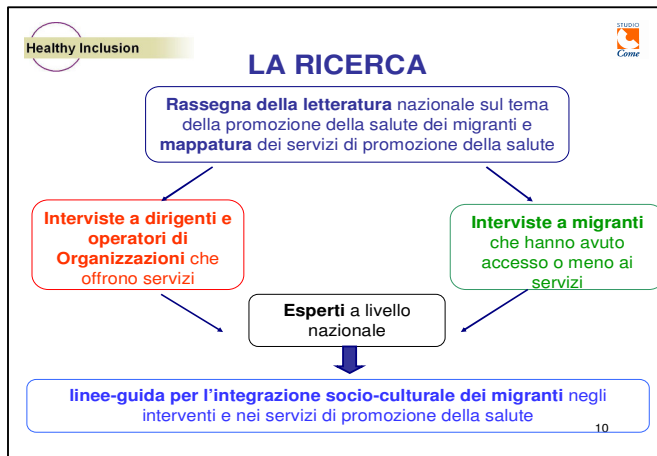 Healthy Inclusion
STUDIO
Come
LA RICERCA
Rassegna della letteratura nazionale sul tema
della promozione della salute dei migranti e
mappatura dei servizi di promozione della salute
Interviste a dirigenti e
operatori di
Organizzazioni che
offrono servizi
Interviste a migranti
che hanno avuto
accesso o meno ai
servizi
Esperti a livello
nazionale
linee-guida per l'integrazione socio-culturale dei migranti negli
interventi e nei servizi di promozione della salute
10